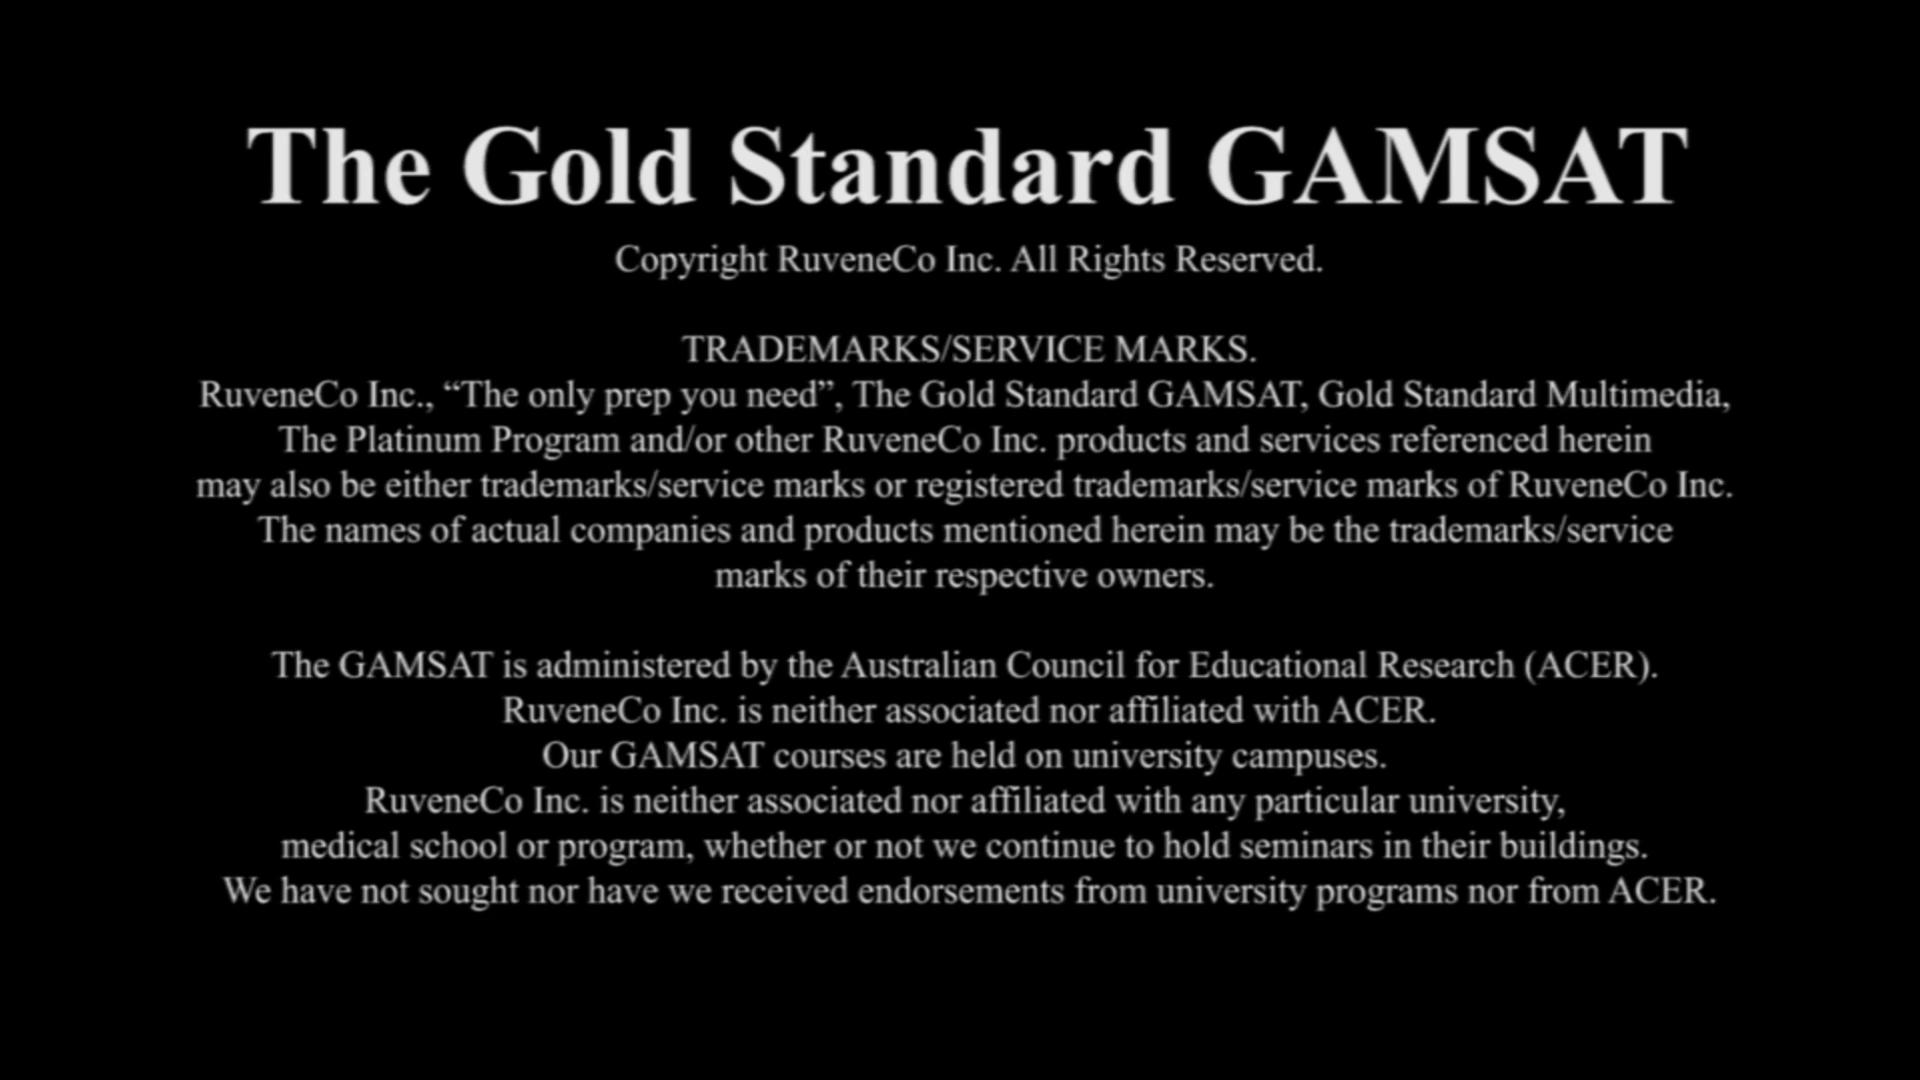 The Gold Standard GAMSAT
Copyright RuveneCo Inc. All Rights Reserved.
TRADEMARKS/SERVICE MARKS.
RuveneCo Inc., “The only prep you need”, The Gold Standard GAMSAT, Gold Standard Multimedia,
The Platinum Program and/or other RuveneCo Inc. products and services referenced herein
may also be either trademarks/service marks or registered trademarks/service marks of RuveneCo Inc.
The names of actual companies and products mentioned herein may be the trademarks/service
marks of their respective owners.
The GAMSAT is administered by the Australian Council for Educational Research (ACER).
RuveneCo Inc. is neither associated nor affiliated with ACER.
Our GAMSAT courses are held on university campuses.
RuveneCo Inc. is neither associated nor affiliated with any particular university,
medical school or program, whether or not we continue to hold seminars in their buildings.
We have not sought nor have we received endorsements from university programs nor from ACER.